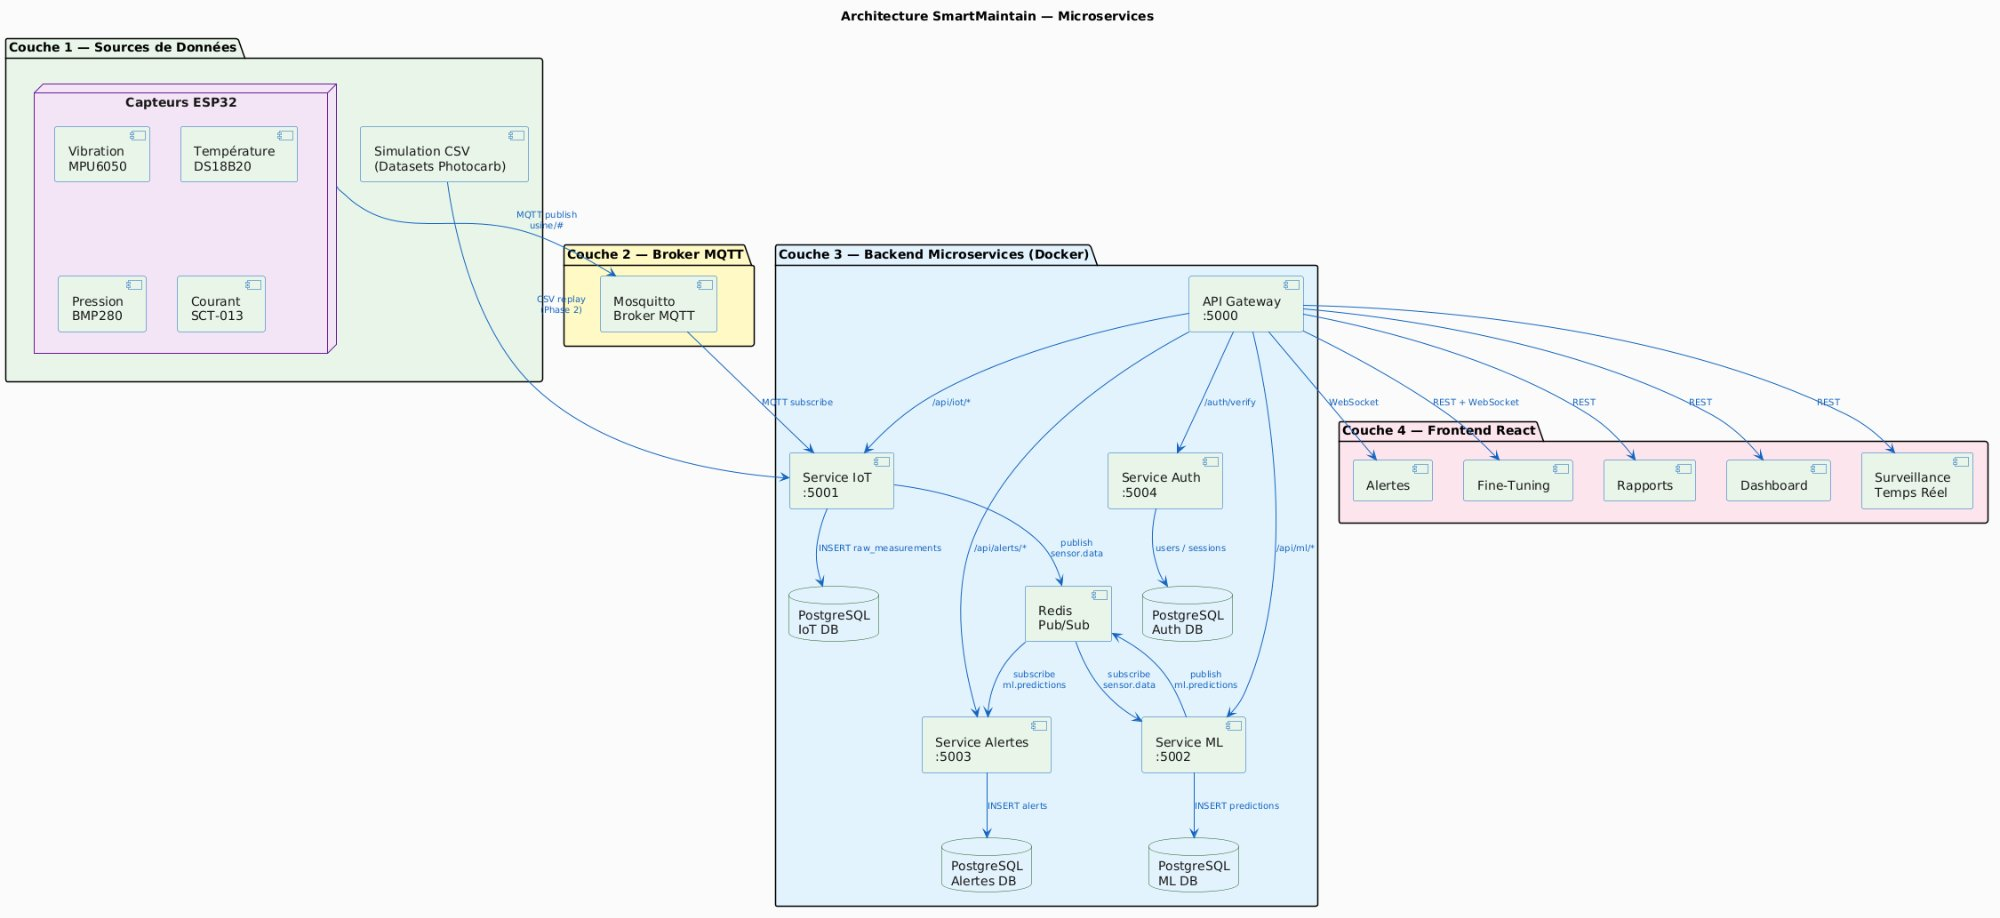 Architecture SmartMaintain — Microservices
Couche 1 — Sources de Données
Capteurs ESP32
Vibration
MPU6050
Température
DS18B20
Simulation CSV
(Datasets Photocarb)
Pression
BMP280
Courant
SCT-013
MQTT publish
usine/#
CSV replay
(Phase 2)
Couche 2 — Broker MQTT
Mosquitto
Broker MQTT
MQTT subscribe
Couche 3 — Backend Microservices (Docker)
API Gateway
:5000
/api/iot/*
/auth/verify
WebSocket
REST + WebSocket
REST
REST
REST
Service IoT
:5001
Service Auth
:5004
INSERT raw_measurements
publish
sensor.data
/api/alerts/*
users / sessions
/api/ml/*
PostgreSQL
IoT DB
Redis
Pub/Sub
PostgreSQL
Auth DB
subscribe
ml.predictions
subscribe
sensor.data
publish
ml.predictions
Service Alertes
:5003
Service ML
:5002
INSERT alerts
INSERT predictions
PostgreSQL
Alertes DB
PostgreSQL
ML DB
Couche 4 — Frontend React
Alertes
Fine-Tuning
Rapports
Dashboard
Surveillance
Temps Réel